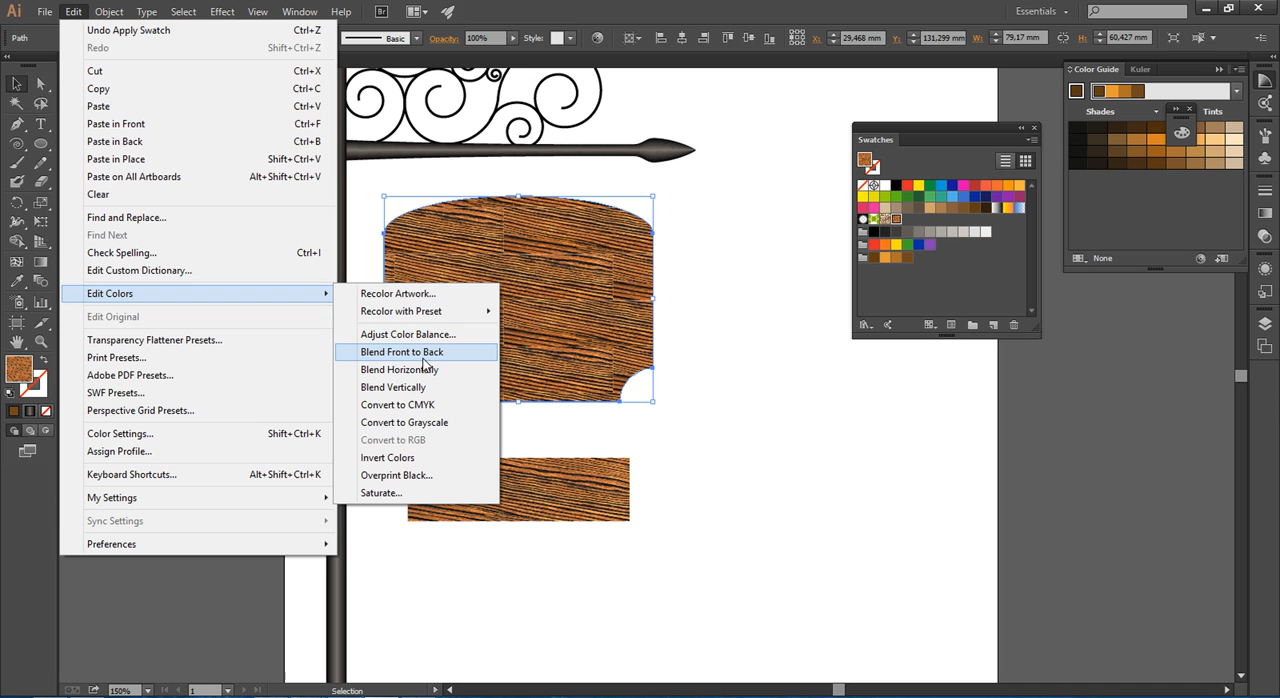 Ai File Edit Object Type Select Effect View Window Help Br Essentials
Path Basic Opacity: 100% Style: X: 29,468 mm Y: 131,299 mm W: 79,17 mm H: 60,427 mm
Undo Apply Swatch Ctrl+Z
Redo Shift+Ctrl+Z
Cut Ctrl+X
Copy Ctrl+C
Paste Ctrl+V
Paste in Front Ctrl+F
Paste in Back Ctrl+B
Paste in Place Shift+Ctrl+V
Paste on All Artboards Alt+Shift+Ctrl+V
Clear
Find and Replace...
Find Next
Check Spelling... Ctrl+I
Edit Custom Dictionary...
Edit Colors
Edit Original
Transparency Flattener Presets...
Print Presets...
Adobe PDF Presets...
SWF Presets...
Perspective Grid Presets...
Color Settings... Shift+Ctrl+K
Assign Profile...
Keyboard Shortcuts... Alt+Shift+Ctrl+K
My Settings
Sync Settings
Preferences
Recolor Artwork...
Recolor with Preset
Adjust Color Balance...
Blend Front to Back
Blend Horizontally
Blend Vertically
Convert to CMYK
Convert to Grayscale
Convert to RGB
Invert Colors
Overprint Black...
Saturate...
Swatches
Color Guide Kuler
Shades Tints
None
150% 1 Selection